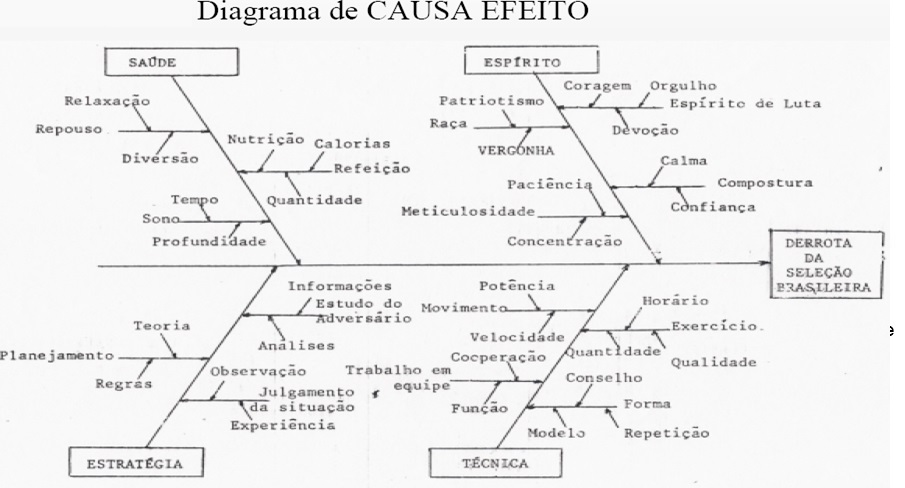 Diagrama de CAUSA EFEITO
SAÚDE
ESPÍRITO
Relaxação
Repouso
Diversão
Nutrição
Calorias
Refeição
Quantidade
Tempo
Sono
Profundidade
Coragem
Orgulho
Patriotismo
Espírito de Luta
Raça
Devoção
VERGONHA
Calma
Paciência
Compostura
Confiança
Meticulosidade
Concentração
DERROTA
DA
SELEÇÃO
BRASILEIRA
Informações
Estudo do
Adversário
Análises
Teoria
Planejamento
Regras
Observação
Julgamento
da situação
Experiência
Potência
Movimento
Velocidade
Horário
Exercício.
Quantidade
Qualidade
Cooperação
Trabalho em
equipe
Função
Conselho
Forma
Modelo
Repetição
ESTRATÉGIA
TÉCNICA
e